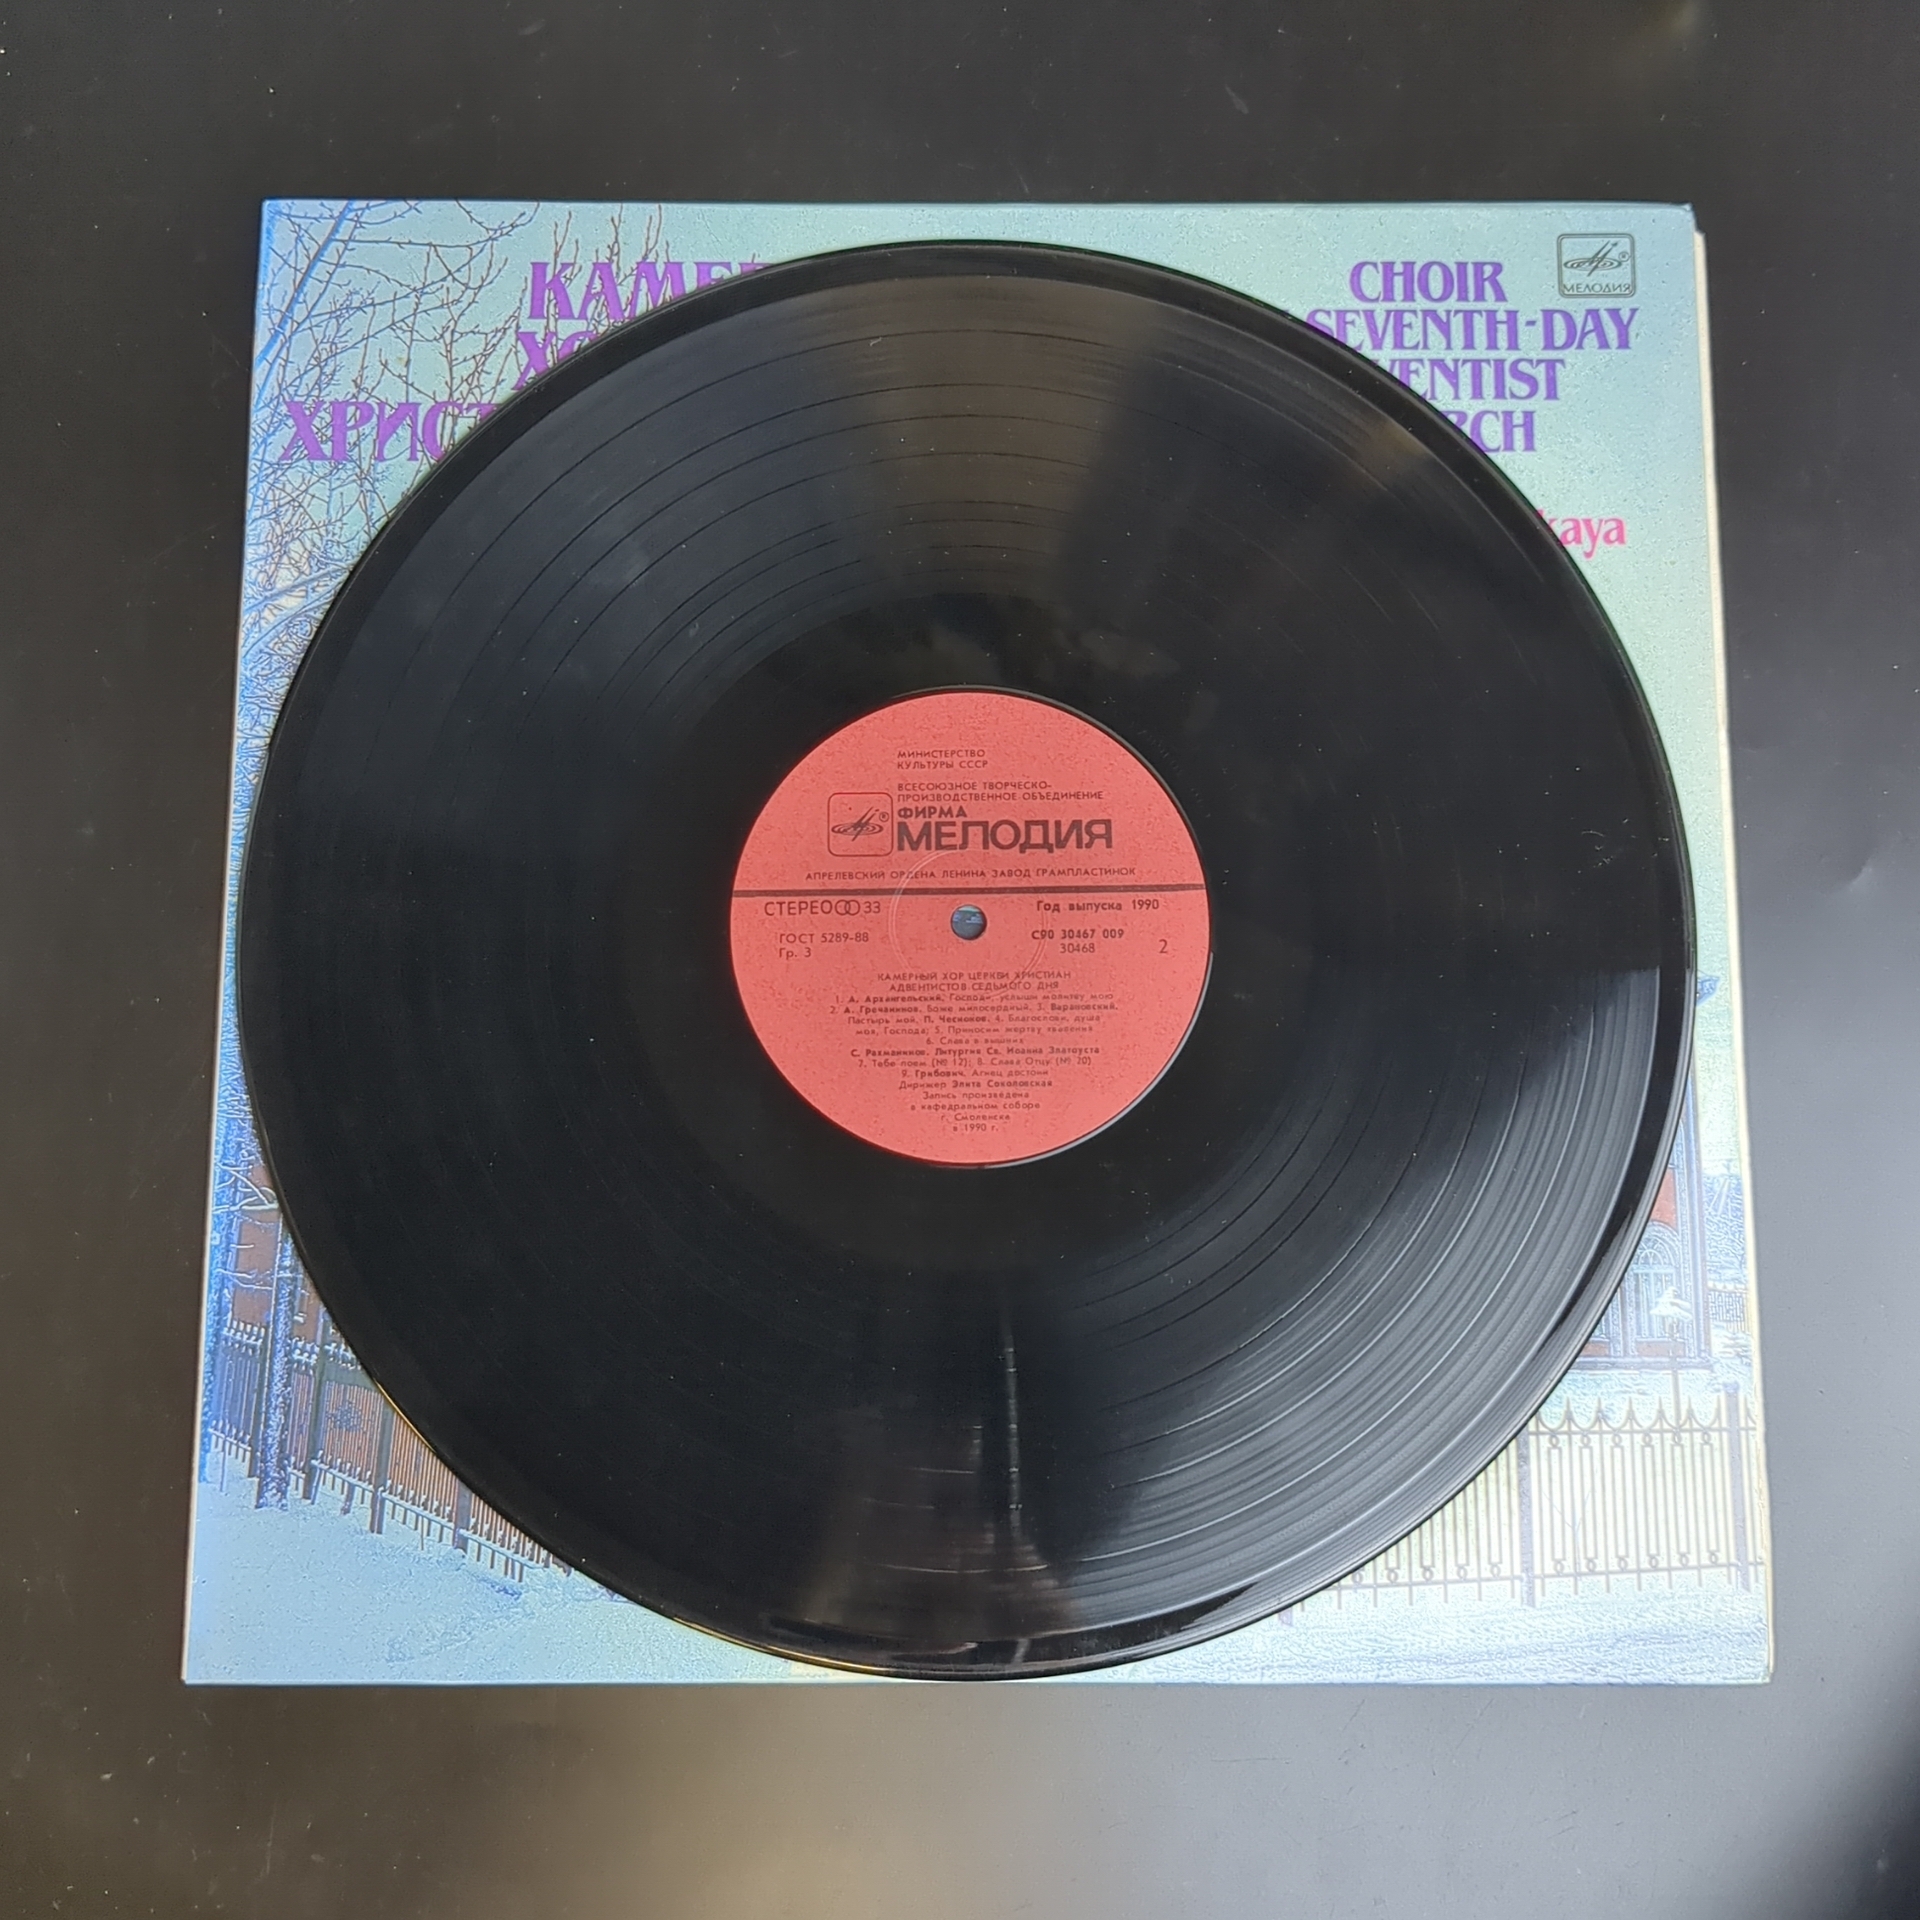 КАМЕР
ХО
ХРИСТ
CHOIR
SEVENTH-DAY
VENTIST
RCH
kaya
МЕЛОДИЯ
МИНИСТЕРСТВО
КУЛЬТУРЫ СССР
ВСЕСОЮЗНОЕ ТВОРЧЕСКО-
ПРОИЗВОДСТВЕННОЕ ОБЪЕДИНЕНИЕ
ФИРМА
МЕЛОДИЯ
АПРЕЛЕВСКИЙ ОРДЕНА ЛЕНИНА ЗАВОД ГРАМПЛАСТИНОК
СТЕРЕО 33
Год выпуска 1990
ГОСТ 5289-88
Гр. 3
С90 30467 009
30468
2
КАМЕРНЫЙ ХОР ЦЕРКВИ ХРИСТИАН
АДВЕНТИСТОВ СЕДЬМОГО ДНЯ
1. А. Архангельский. Господи, услыши молитву мою
2. А. Гречанинов. Боже милосердный. 3. Варановский.
Пастырь мой. П. Чесноков. 4. Благослови, душа
моя, Господа; 5. Приносим жертву хваления
6. Слава в вышних
С. Рахманинов. Литургия Св. Иоанна Златоуста
7. Тебе поем (№ 12); 8. Слава Отцу (№ 20)
9. Грибович. Агнец достоин
Дирижер Элита Соколовская
Запись произведена
в кафедральном соборе
г. Смоленска
в 1990 г.